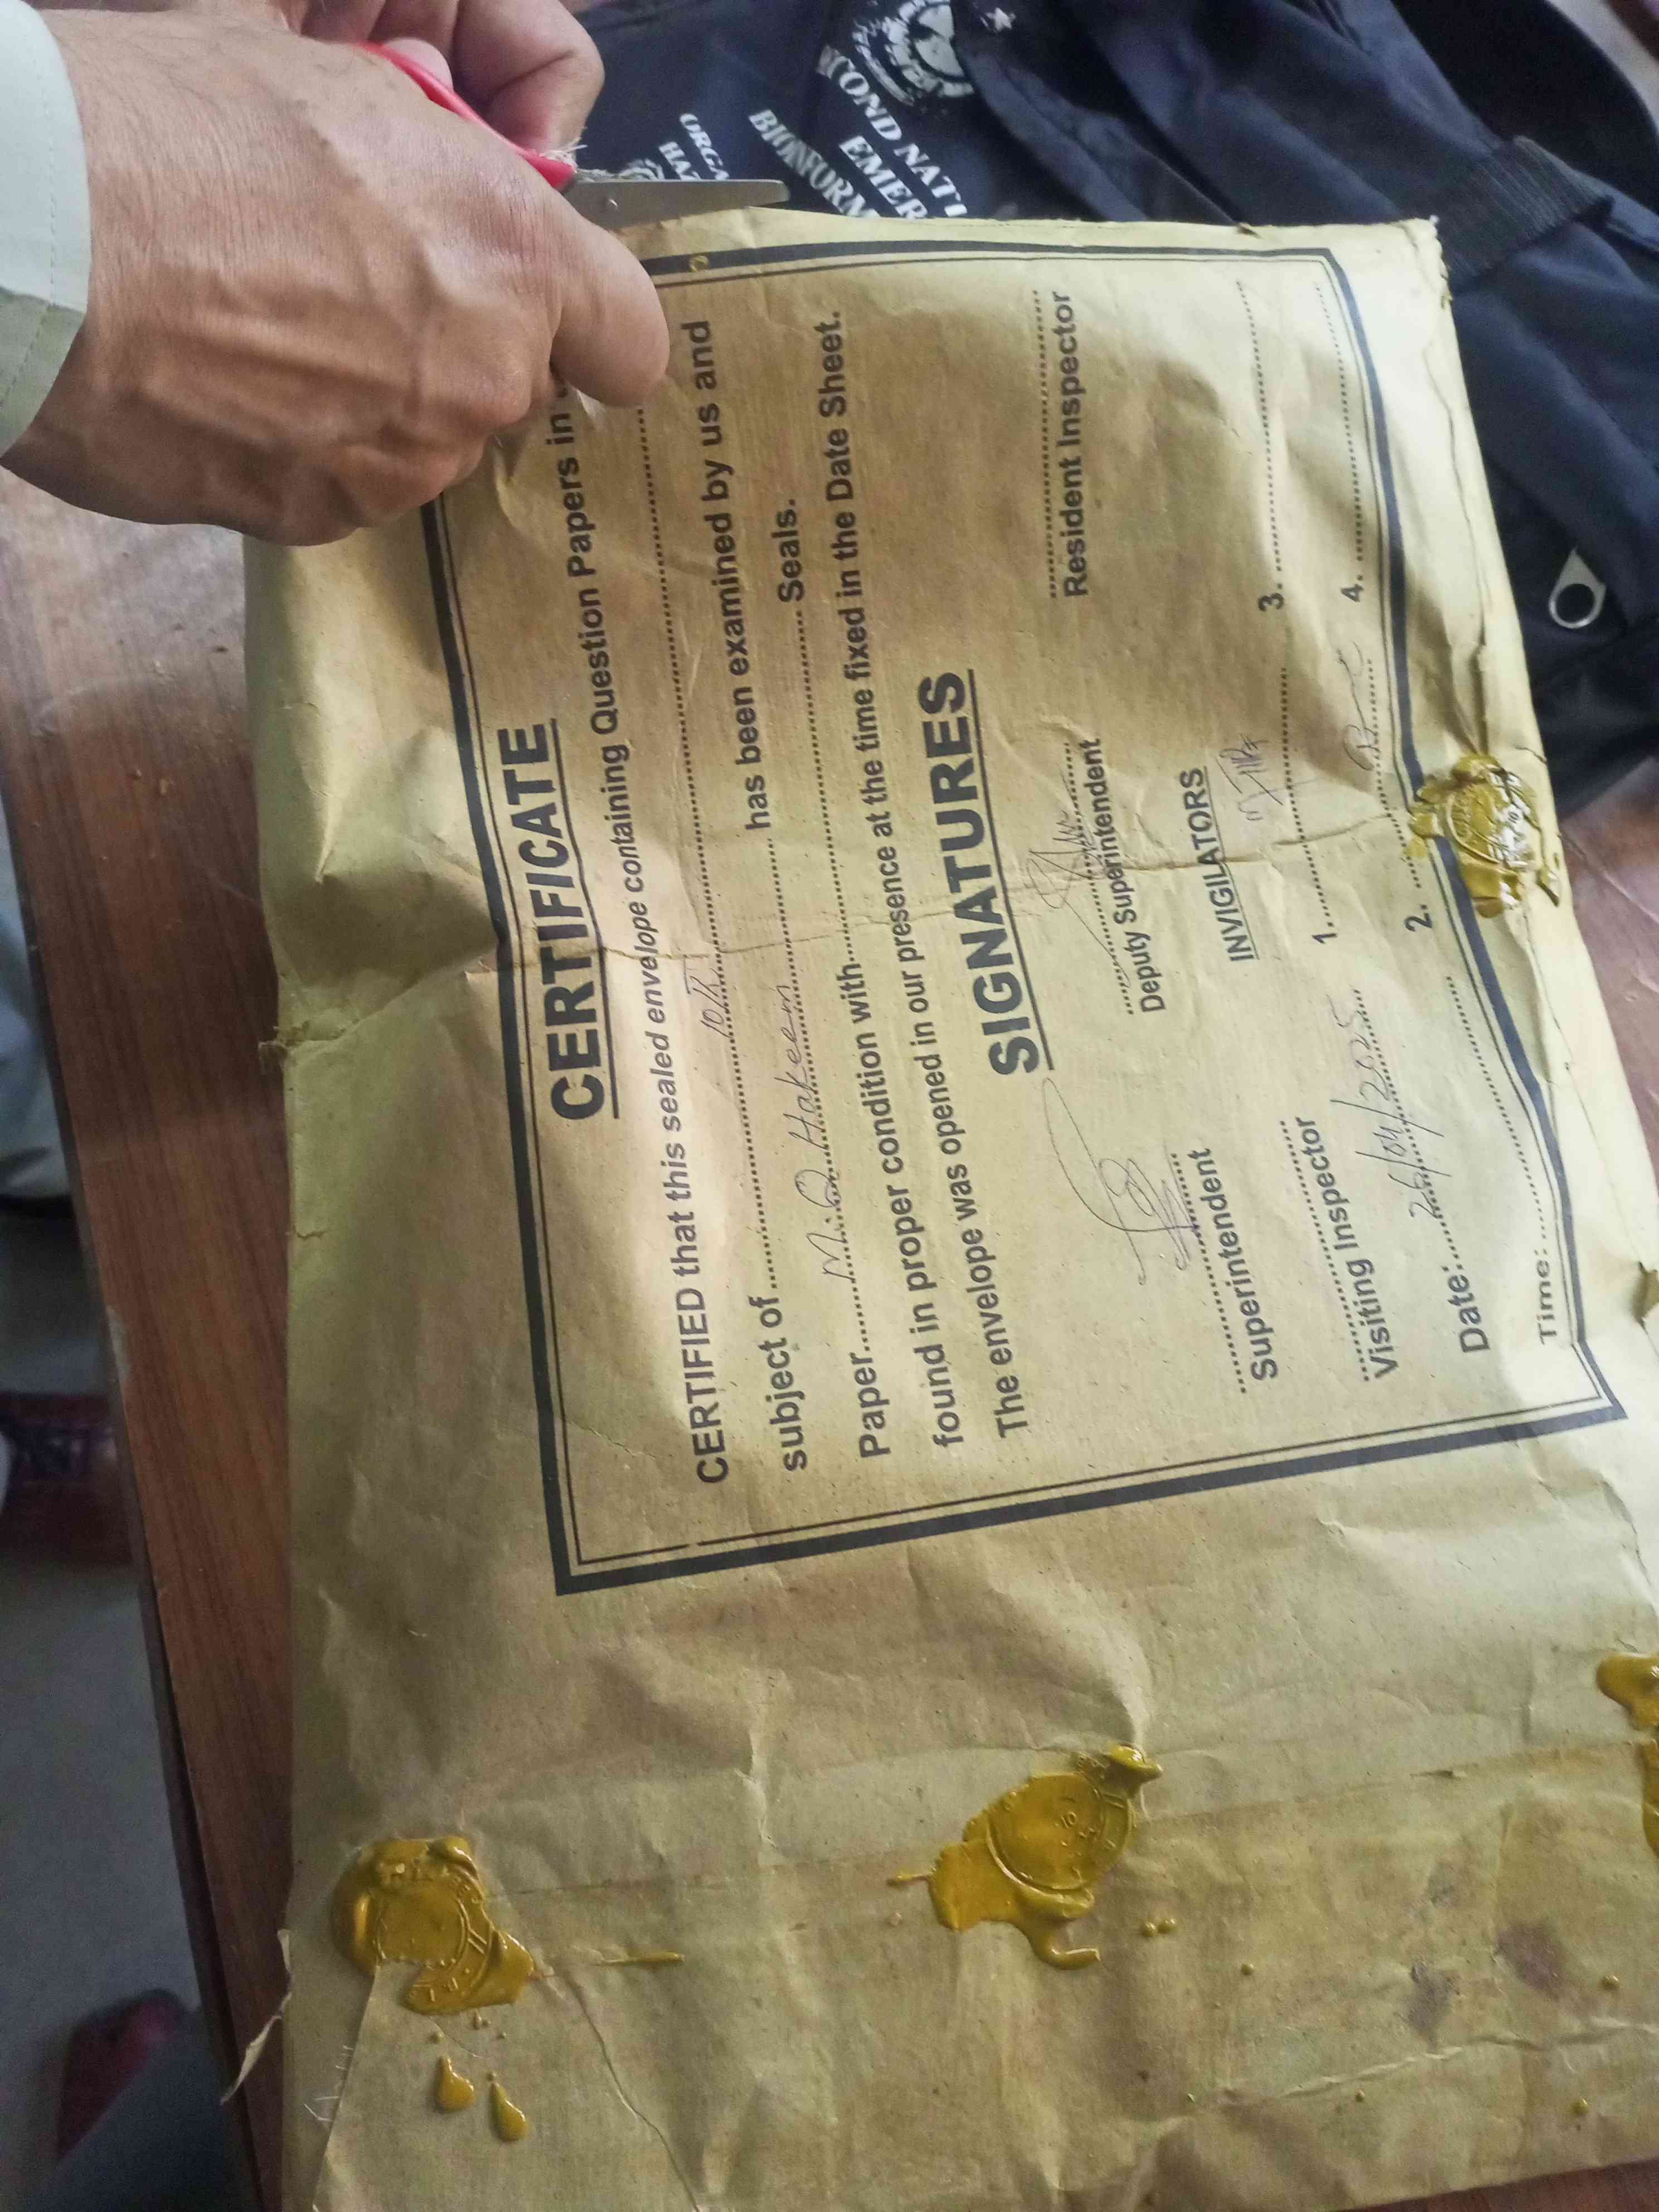 CERTIFICATE
CERTIFIED that this sealed envelope containing Question Papers in
10th
subject of.................... has been examined by us and
M.Q Hakeem
Paper....................Seals.
found in proper condition with....................
The envelope was opened in our presence at the time fixed in the Date Sheet.
SIGNATURES
Superintendent
Deputy Superintendent
Resident Inspector
INVIGILATORS
Visiting Inspector
1.....................
3.....................
Date:.....26/04/2025
2.....................
4.....................
Time:.....................
COND NATI
EMER
BIOINFORM
ORGA
HAZ